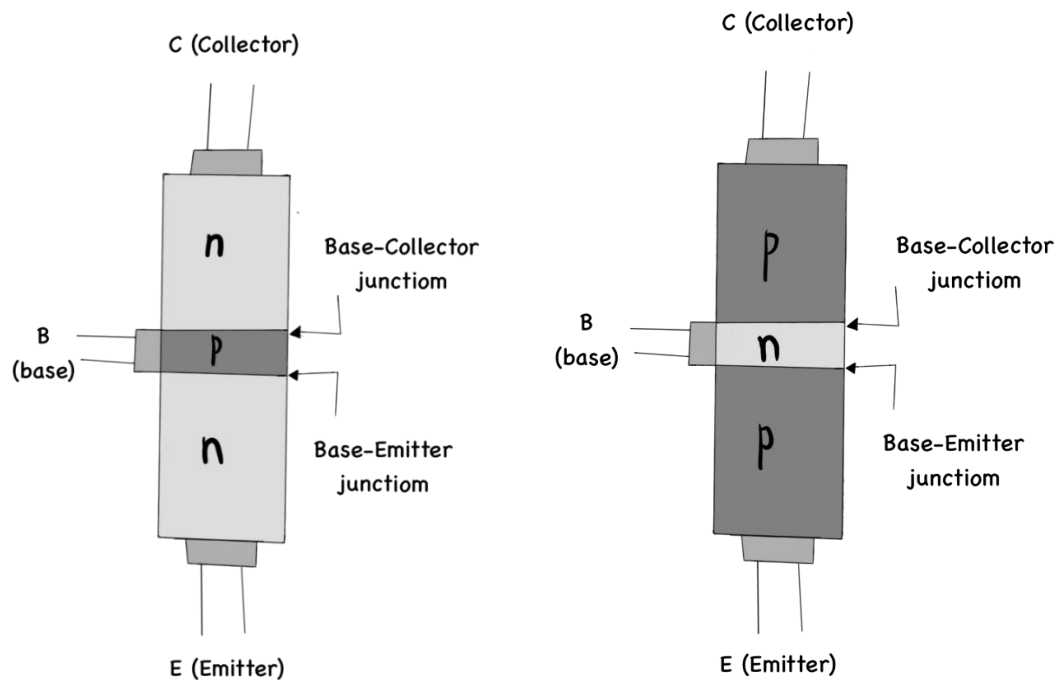 C (Collector)
n
Base-Collector
junctiom
B
(base)
p
n
Base-Emitter
junctiom
E (Emitter)
C (Collector)
p
Base-Collector
junctiom
B
(base)
n
p
Base-Emitter
junctiom
E (Emitter)